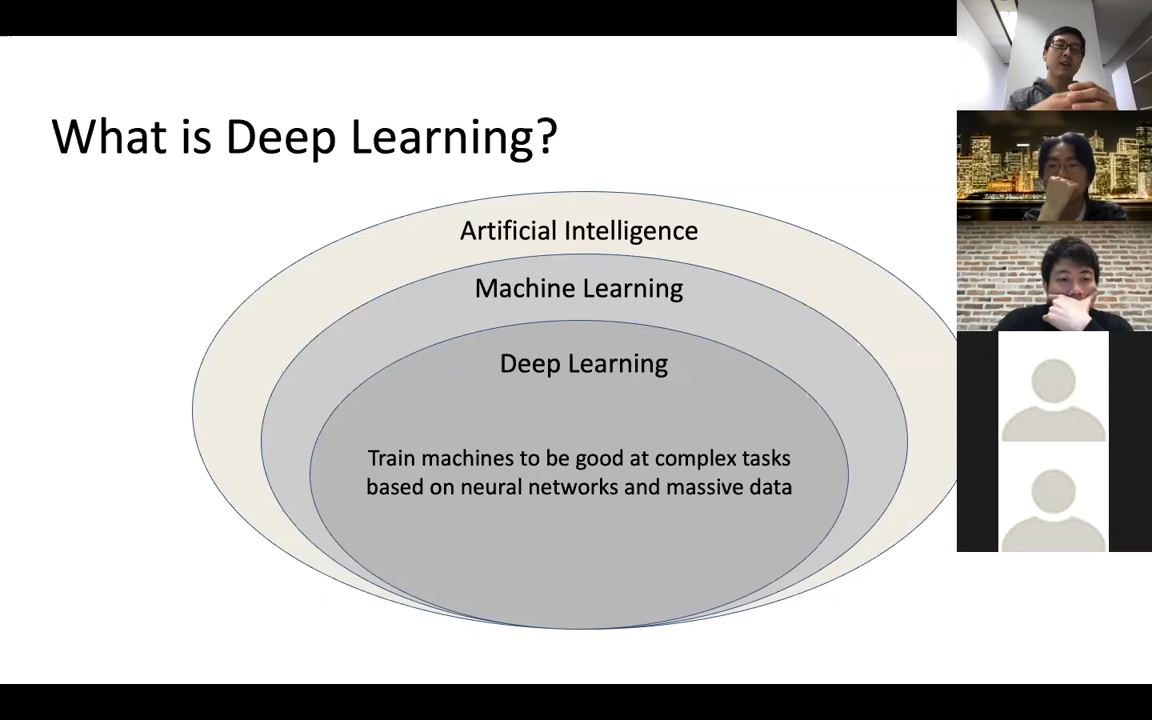 What is Deep Learning?
Artificial Intelligence
Machine Learning
Deep Learning
Train machines to be good at complex tasks
based on neural networks and massive data